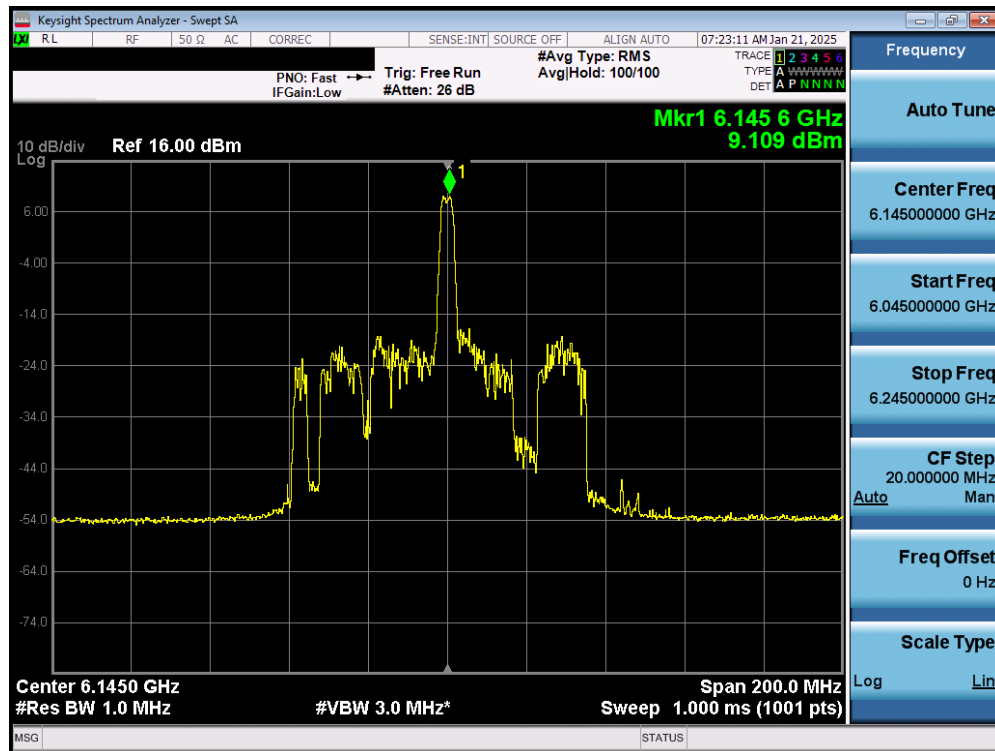 Keysight Spectrum Analyzer - Swept SA
LXI RL RF 50 Ω AC CORREC SENSE:INT SOURCE OFF ALIGN AUTO 07:23:11 AM Jan 21, 2025
PNO: Fast
IFGain:Low
Trig: Free Run
#Atten: 26 dB
#Avg Type: RMS
Avg|Hold: 100/100
TRACE 1 2 3 4 5 6
TYPE A WWWWW
DET A P N N N N
Mkr1 6.145 6 GHz
9.109 dBm
10 dB/div Ref 16.00 dBm
Log
1
6.00
-4.00
-14.0
-24.0
-34.0
-44.0
-54.0
-64.0
-74.0
Center 6.1450 GHz Span 200.0 MHz
#Res BW 1.0 MHz #VBW 3.0 MHz* Sweep 1.000 ms (1001 pts)
MSG STATUS
Frequency
Auto Tune
Center Freq
6.145000000 GHz
Start Freq
6.045000000 GHz
Stop Freq
6.245000000 GHz
CF Step
20.000000 MHz
Auto Man
Freq Offset
0 Hz
Scale Type
Log Lin